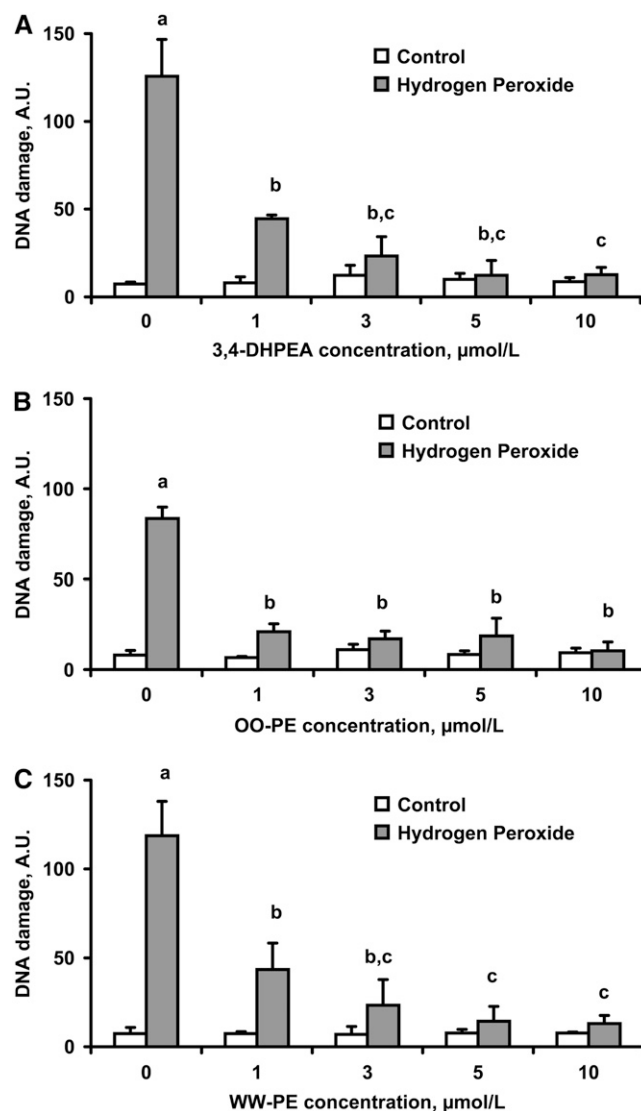 A
a
150
Control
Hydrogen Peroxide
DNA damage, A.U.
100
b
50
b,c
b,c
c
0
0 1 3 5 10
3,4-DHPEA concentration, µmol/L
B
150
Control
Hydrogen Peroxide
DNA damage, A.U.
a
100
50
b b b b
0
0 1 3 5 10
OO-PE concentration, µmol/L
C
a
150
Control
Hydrogen Peroxide
DNA damage, A.U.
100
b
50
b,c
c c
0
0 1 3 5 10
WW-PE concentration, µmol/L